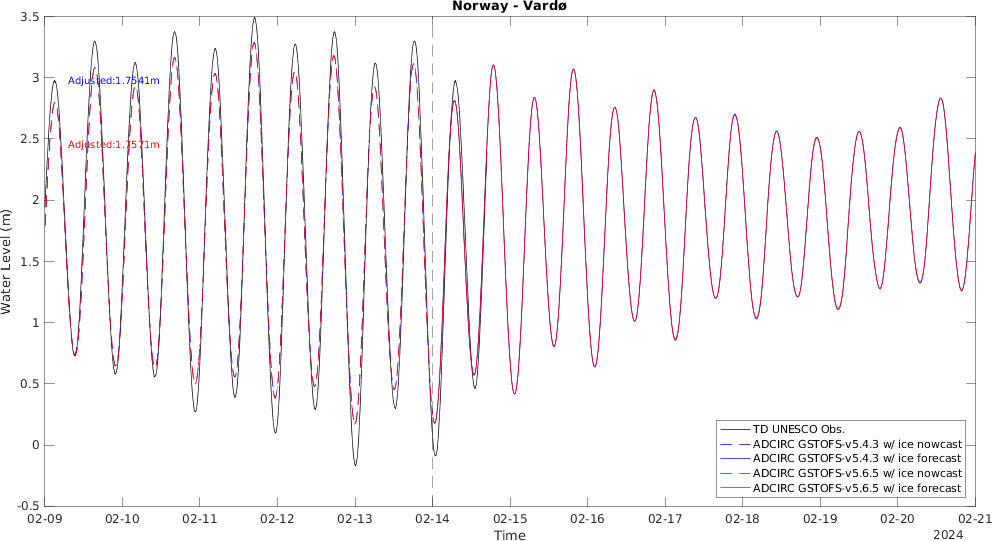 Norway - Vardø
3.5
3
2.5
2
1.5
1
0.5
0
-0.5
Water Level (m)
Adjusted:1.7541m
Adjusted:1.7571m
TD UNESCO Obs.
ADCIRC GSTOFS-v5.4.3 w/ ice nowcast
ADCIRC GSTOFS-v5.4.3 w/ ice forecast
ADCIRC GSTOFS-v5.6.5 w/ ice nowcast
ADCIRC GSTOFS-v5.6.5 w/ ice forecast
02-09 02-10 02-11 02-12 02-13 02-14 02-15 02-16 02-17 02-18 02-19 02-20 02-21
Time
2024